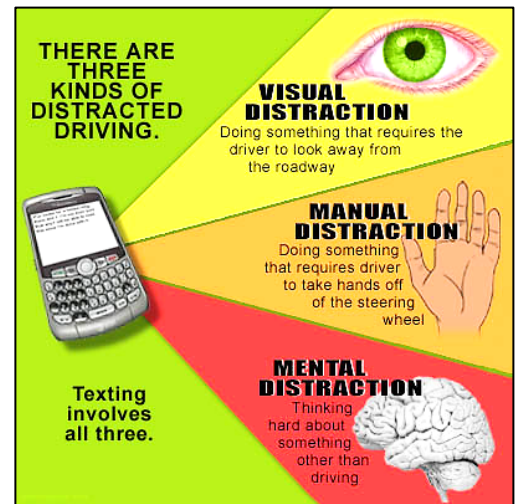 THERE ARE
THREE
KINDS OF
DISTRACTED
DRIVING.
VISUAL
DISTRACTION
Doing something that requires the
driver to look away from
the roadway
MANUAL
DISTRACTION
Doing something
that requires driver
to take hands off
of the steering
wheel
MENTAL
DISTRACTION
Thinking
hard about
something
other than
driving
Texting
involves
all three.